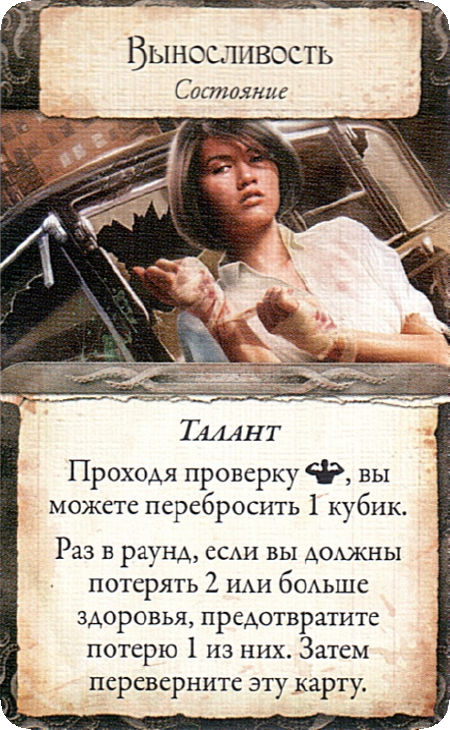 Выносливость
Состояние
Талант
Проходя проверку , вы
можете перебросить 1 кубик.
Раз в раунд, если вы должны
потерять 2 или больше
здоровья, предотвратите
потерю 1 из них. Затем
переверните эту карту.